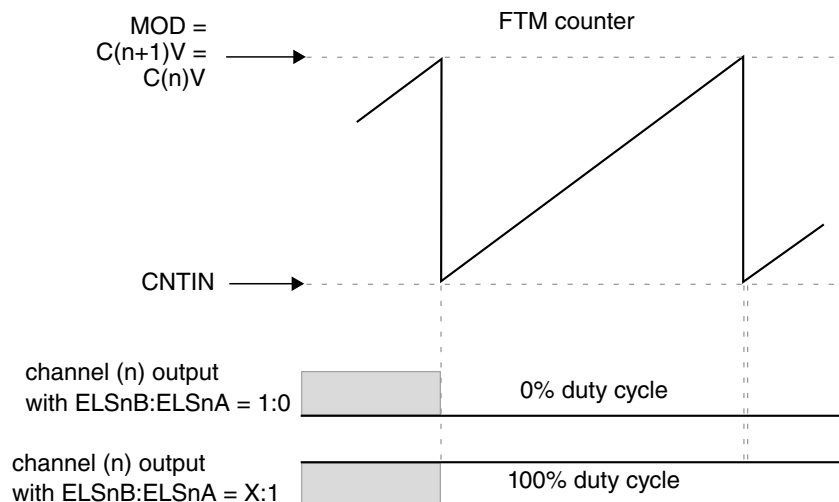 MOD =
C(n+1)V =
C(n)V
FTM counter
CNTIN
channel (n) output
with ELSnB:ELSnA = 1:0
0% duty cycle
channel (n) output
with ELSnB:ELSnA = X:1
100% duty cycle